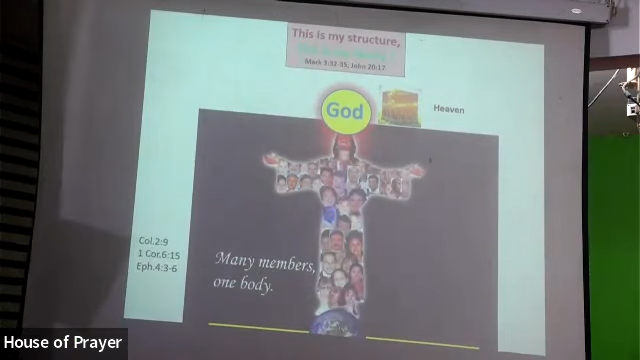 This is my structure,
Mark 3:32-35, John 20:17
God
Heaven
Col.2:9
1 Cor.6:15
Eph.4:3-6
Many members,
one body.
House of Prayer